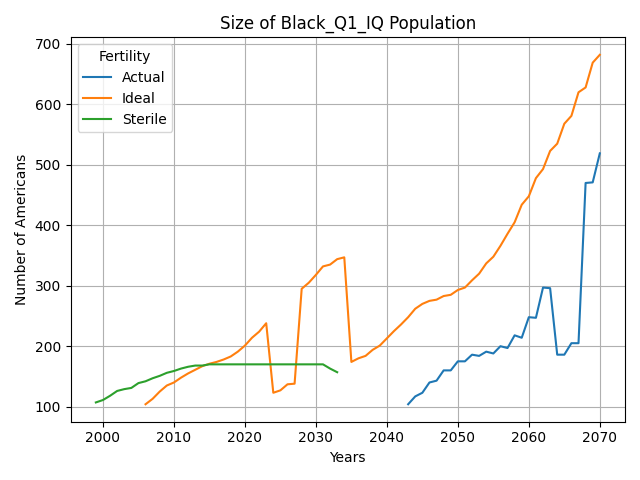 Size of Black_Q1_IQ Population
Number of Americans
700
600
500
400
300
200
100
Fertility
Actual
Ideal
Sterile
2000 2010 2020 2030 2040 2050 2060 2070
Years